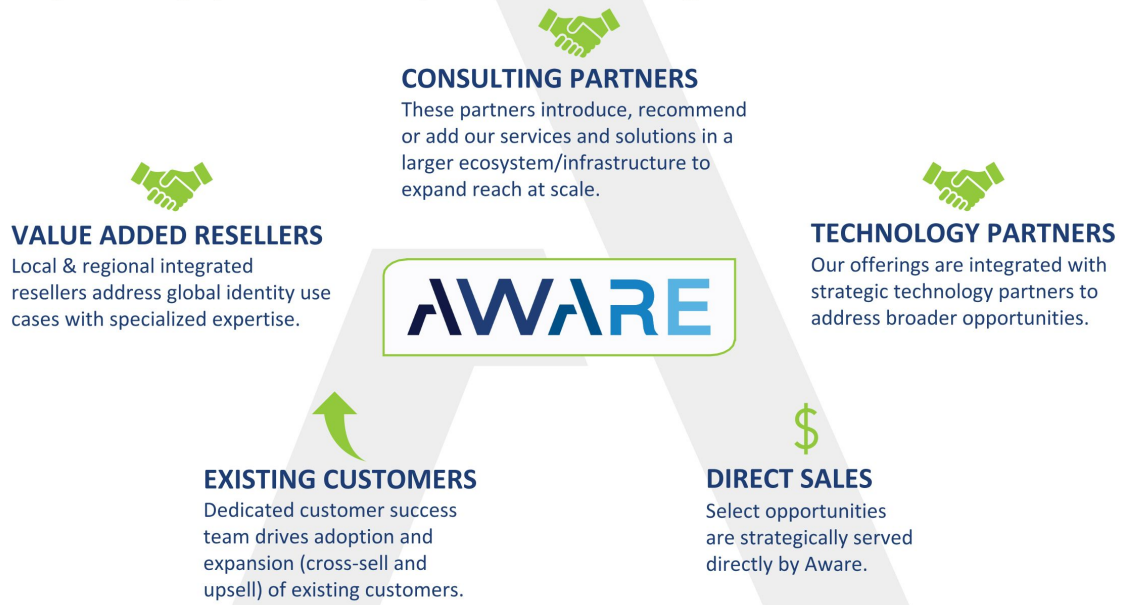 CONSULTING PARTNERS
These partners introduce, recommend
or add our services and solutions in a
larger ecosystem/infrastructure to
expand reach at scale.
VALUE ADDED RESELLERS
Local & regional integrated
resellers address global identity use
cases with specialized expertise.
TECHNOLOGY PARTNERS
Our offerings are integrated with
strategic technology partners to
address broader opportunities.
AWARE
$
EXISTING CUSTOMERS
Dedicated customer success
team drives adoption and
expansion (cross-sell and
upsell) of existing customers.
DIRECT SALES
Select opportunities
are strategically served
directly by Aware.